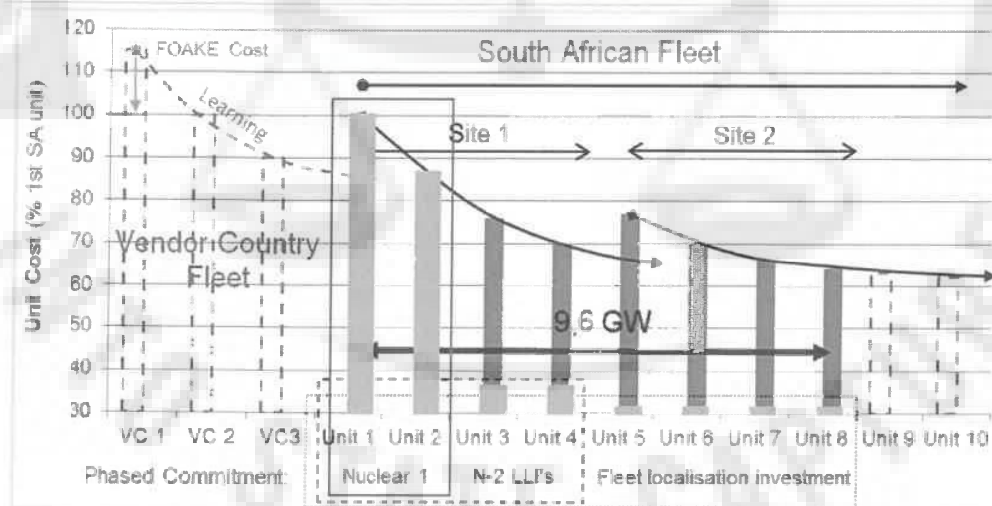 Unit Cost (% 1st SA unit)
120
110
100
90
80
70
60
50
40
30
FOAKE Cost
Learning
South African Fleet
Site 1
Site 2
Vendor Country
Fleet
9,6 GW
VC 1
VC 2
VC3
Unit 1
Unit 2
Unit 3
Unit 4
Unit 5
Unit 6
Unit 7
Unit 8
Unit 9
Unit 10
Phased Commitment:
Nuclear 1
N-2 LLI's
Fleet localisation investment